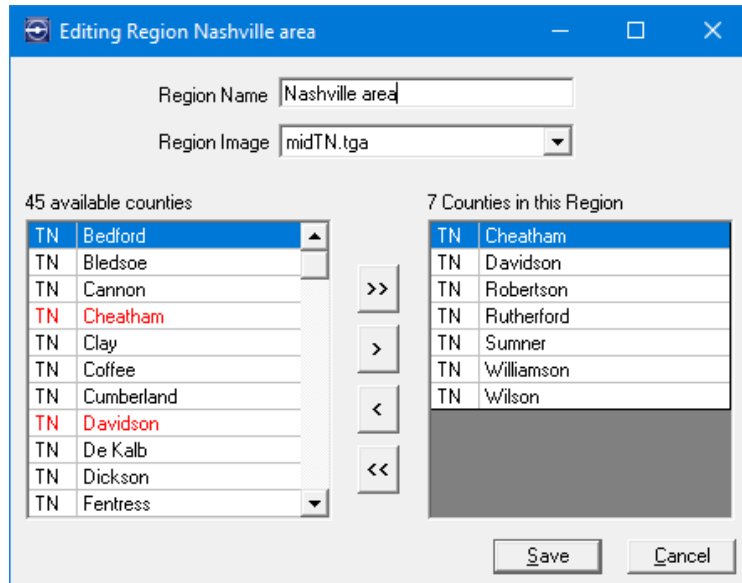 Editing Region Nashville area
Region Name Nashville area
Region Image midTN.tga
45 available counties
TN Bedford
TN Bledsoe
TN Cannon
TN Cheatham
TN Clay
TN Coffee
TN Cumberland
TN Davidson
TN De Kalb
TN Dickson
TN Fentress
>>
>
<
<<
7 Counties in this Region
TN Cheatham
TN Davidson
TN Robertson
TN Rutherford
TN Sumner
TN Williamson
TN Wilson
Save Cancel